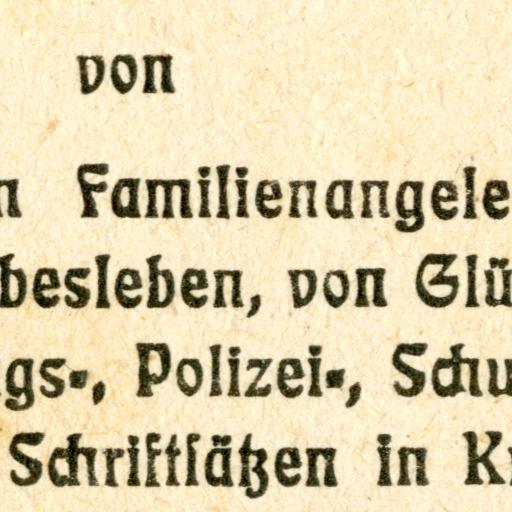 von
n Familienangele
besleben, von Glü
gs-, Polizei-, Schu
Schriftſätzen in K